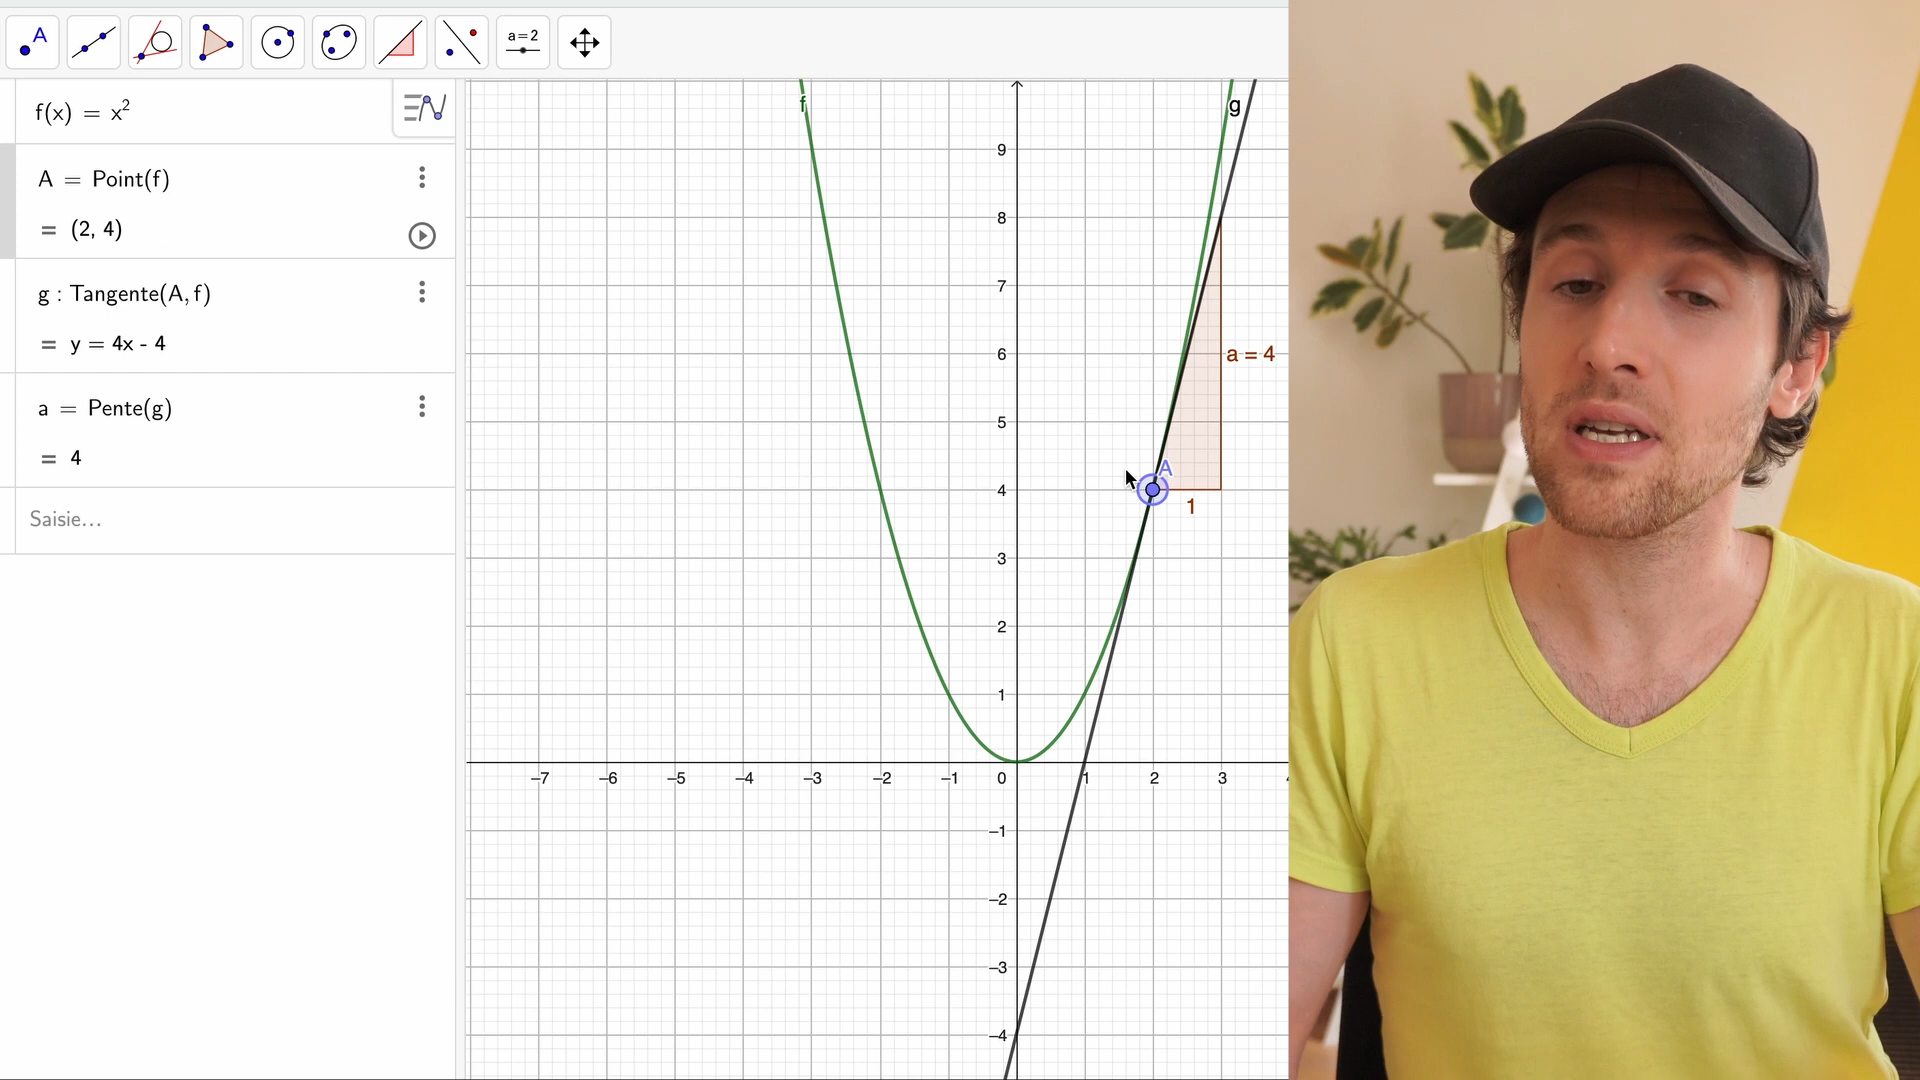 A
a = 2
f(x) = x²
A = Point(f)
= (2, 4)
g : Tangente(A, f)
= y = 4x - 4
a = Pente(g)
= 4
Saisie…
f
g
9
8
7
6
5
4
3
2
1
a = 4
A
1
–7 –6 –5 –4 –3 –2 –1 0 1 2 3
–1
–2
–3
–4